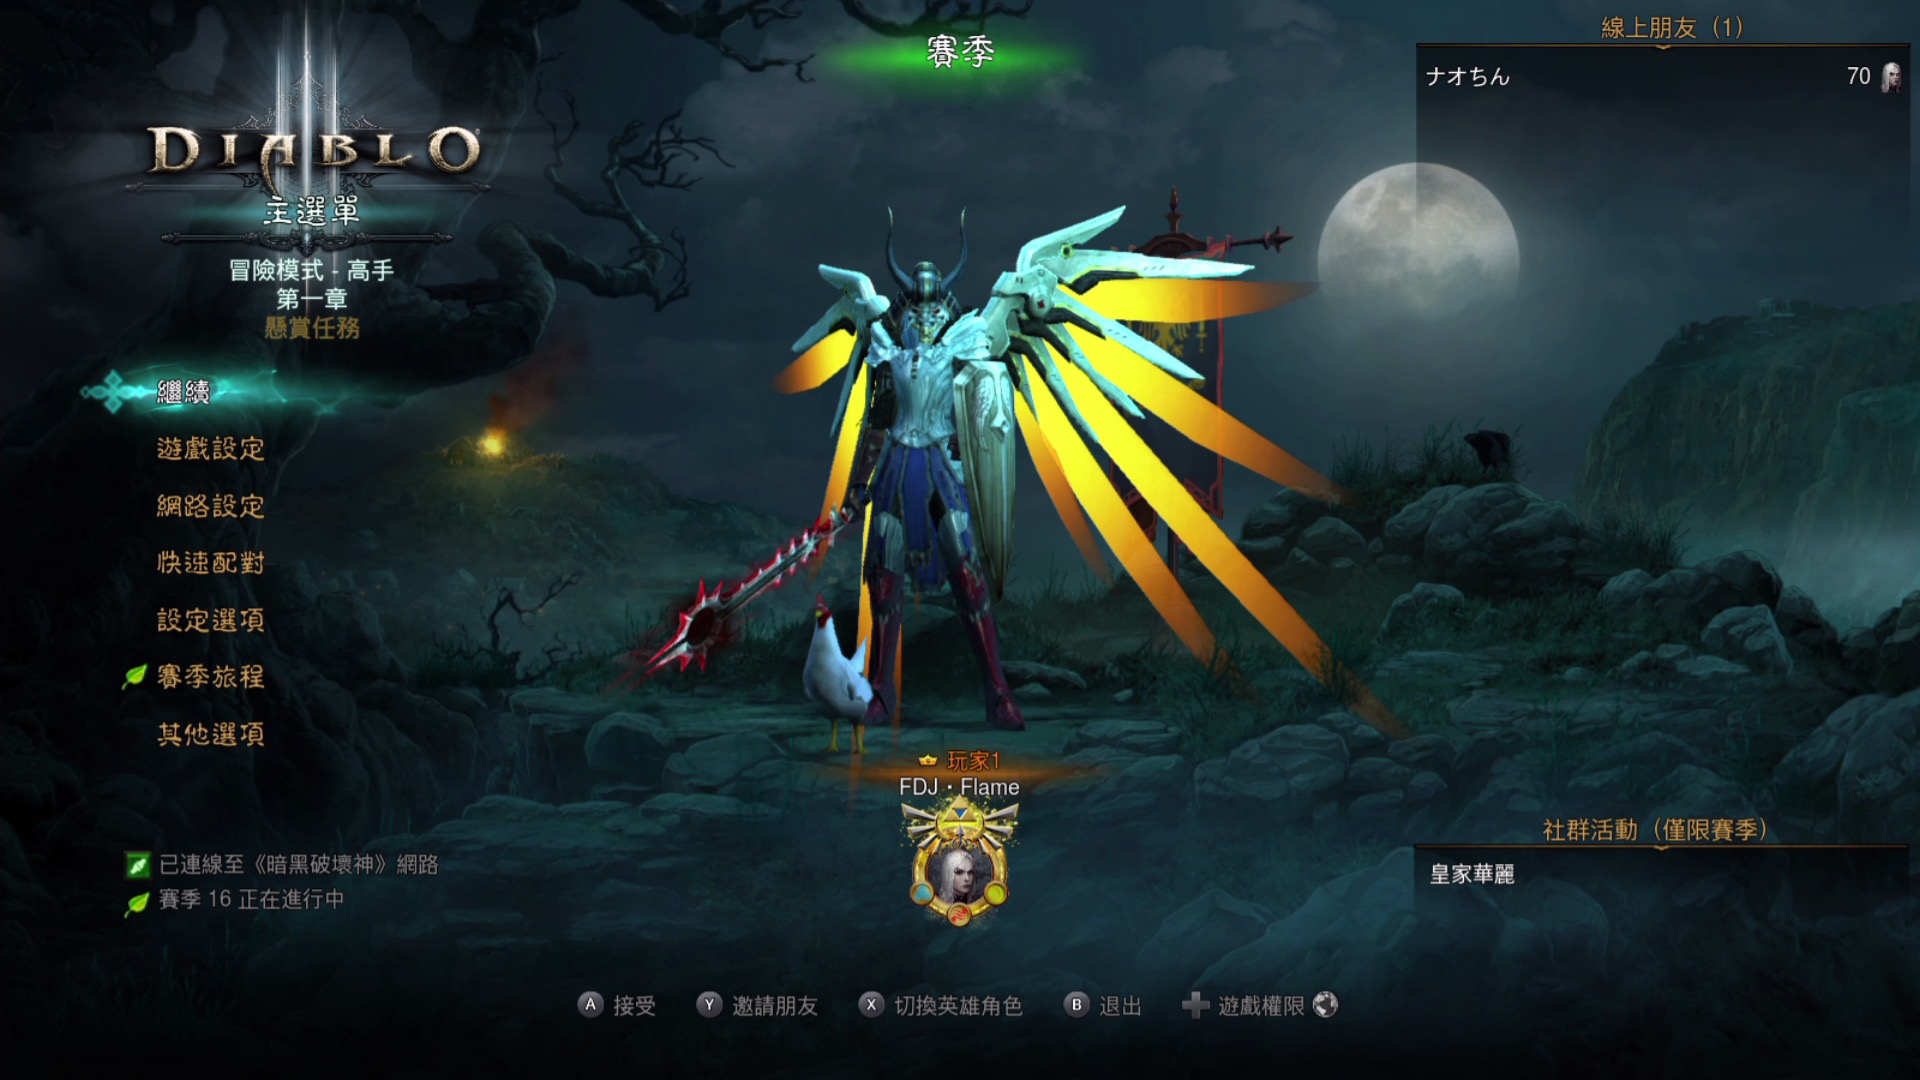 賽季
線上朋友（1）
ナオちん 70
DIABLO
主選單
冒險模式 - 高手
第一章
懸賞任務
繼續
遊戲設定
網路設定
快速配對
設定選項
賽季旅程
其他選項
玩家1
FDJ・Flame
已連線至《暗黑破壞神》網路
賽季 16 正在進行中
社群活動（僅限賽季）
皇家華麗
A 接受 Y 邀請朋友 X 切換英雄角色 B 退出 遊戲權限